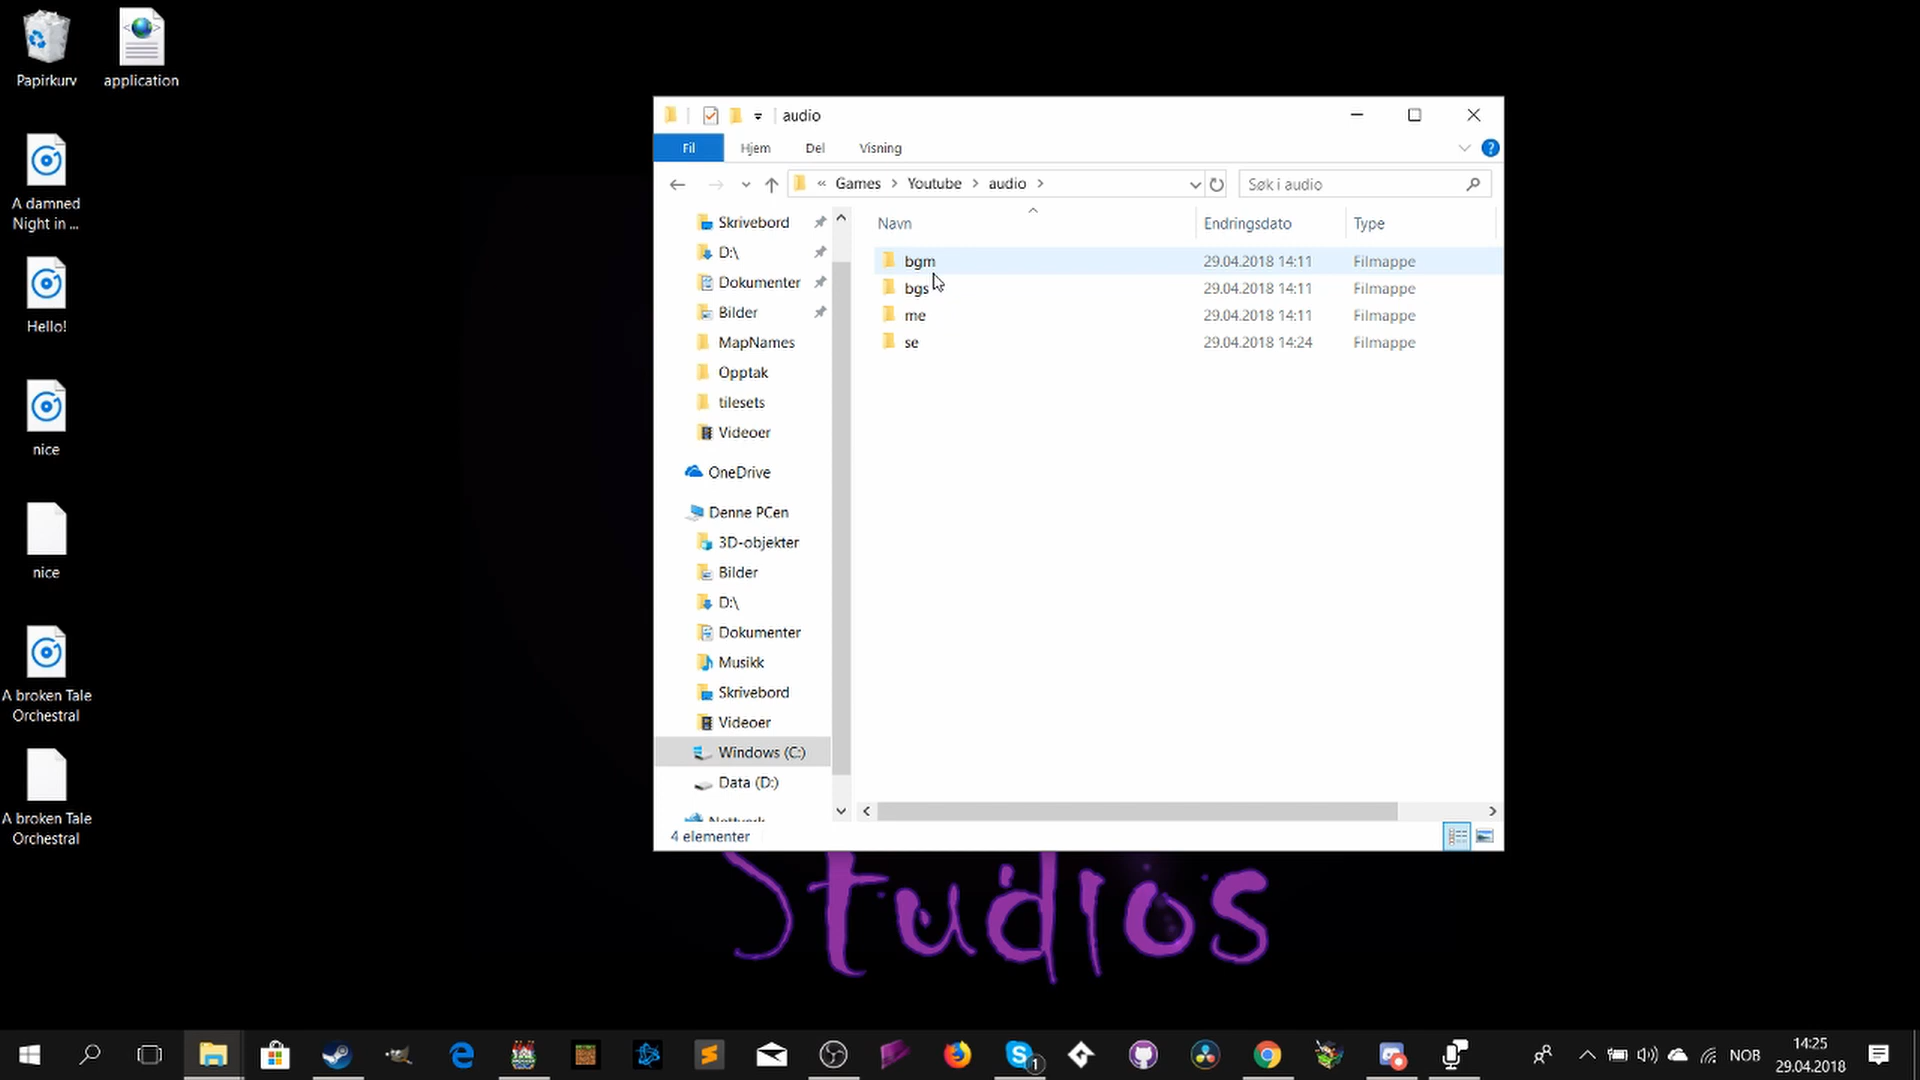 Papirkurv
application
A damned
Night in ...
Hello!
nice
nice
A broken Tale
Orchestral
A broken Tale
Orchestral
audio
Fil
Hjem
Del
Visning
?
« Games > Youtube > audio >
Søk i audio
Skrivebord
D:\
Dokumenter
Bilder
MapNames
Opptak
tilesets
Videoer
OneDrive
Denne PCen
3D-objekter
Bilder
D:\
Dokumenter
Musikk
Skrivebord
Videoer
Windows (C:)
Data (D:)
Nettverk
Navn Endringsdato Type
bgm 29.04.2018 14:11 Filmappe
bgs 29.04.2018 14:11 Filmappe
me 29.04.2018 14:11 Filmappe
se 29.04.2018 14:24 Filmappe
4 elementer
Studios
1
NOB
14:25
29.04.2018